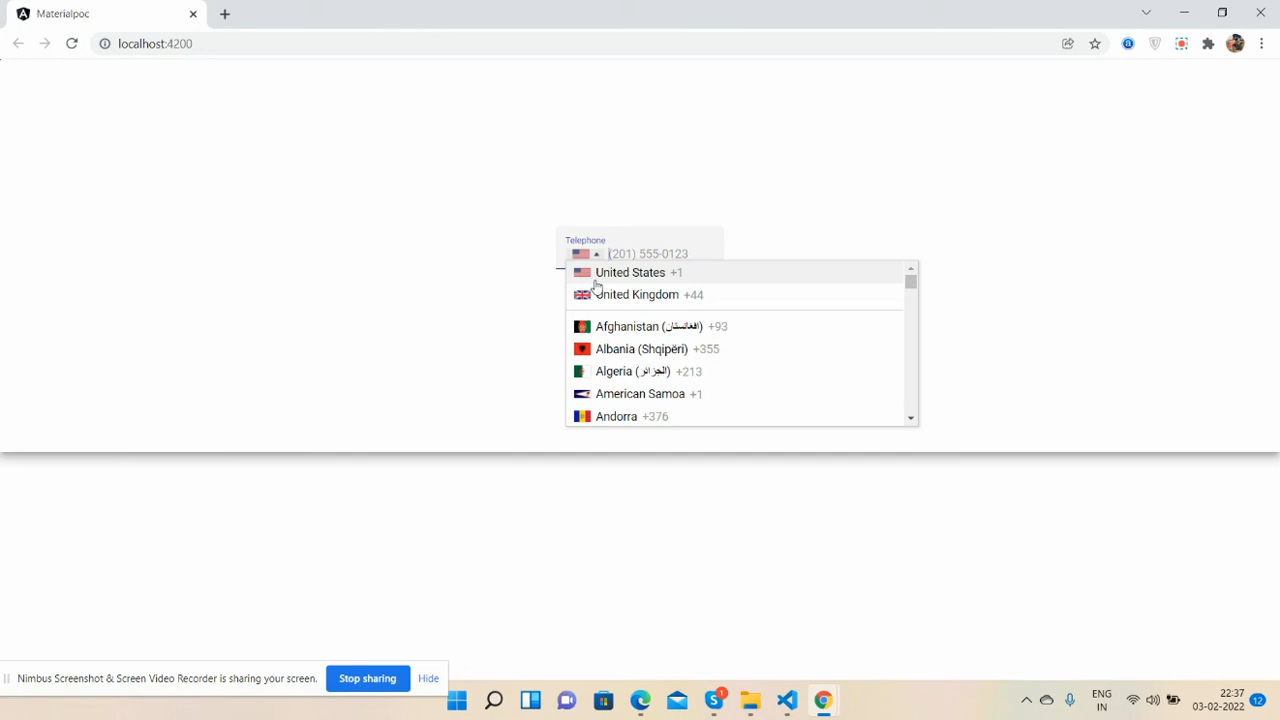 Materialpoc
localhost:4200
Telephone
(201) 555-0123
United States +1
United Kingdom +44
Afghanistan (‫افغانستان‬‎) +93
Albania (Shqipëri) +355
Algeria (‫الجزائر‬‎) +213
American Samoa +1
Andorra +376
Nimbus Screenshot & Screen Video Recorder is sharing your screen.
Stop sharing
Hide
1
ENG
IN
22:37
03-02-2022
12